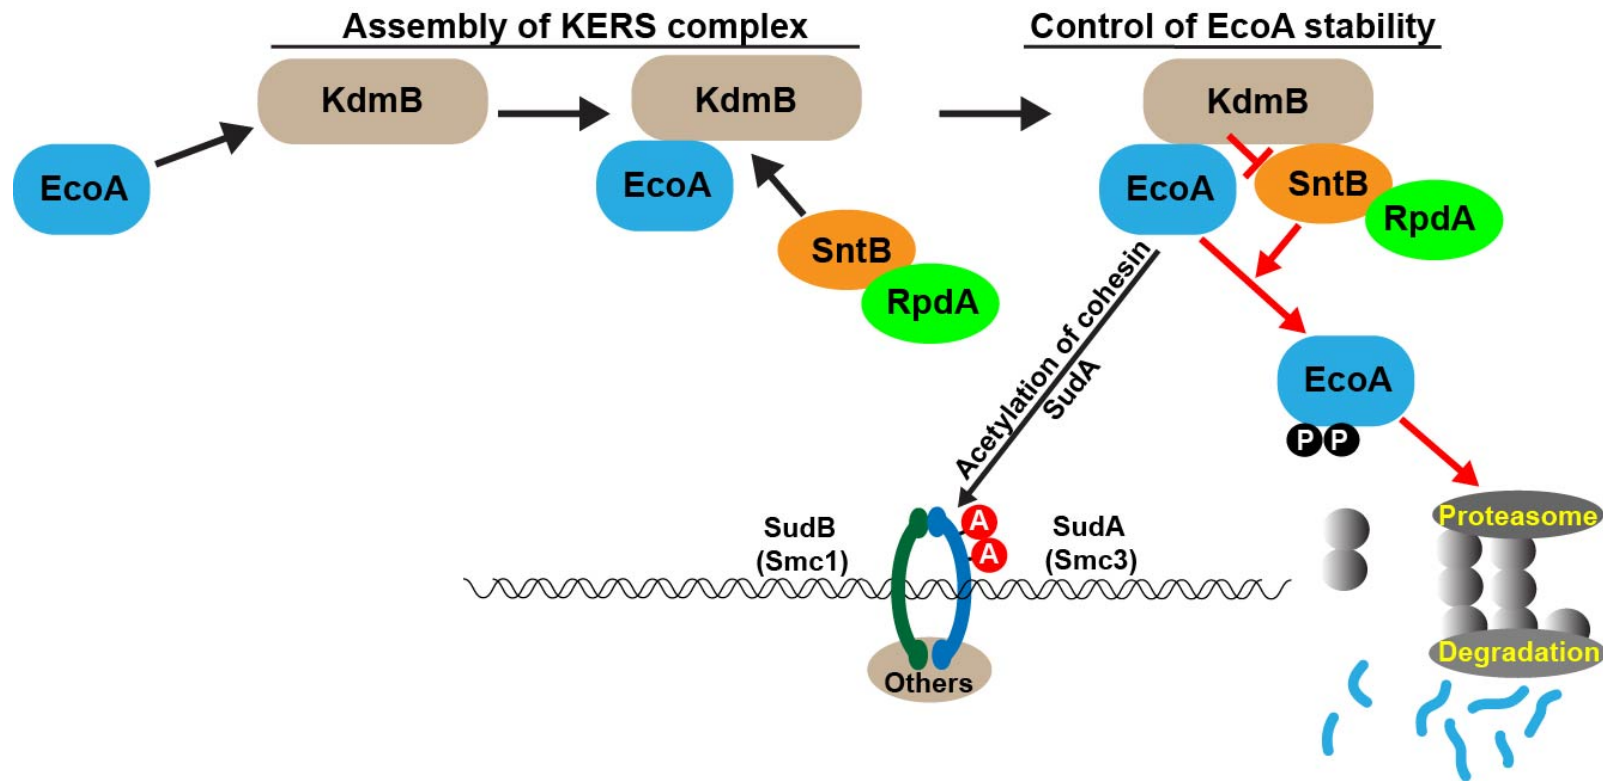 Assembly of KERS complex
Control of EcoA stability
EcoA
KdmB
KdmB
EcoA
SntB
RpdA
KdmB
EcoA
SntB
RpdA
Acetylation of cohesin
SudA
EcoA
P P
SudB
(Smc1)
A
A
SudA
(Smc3)
Others
Proteasome
Degradation